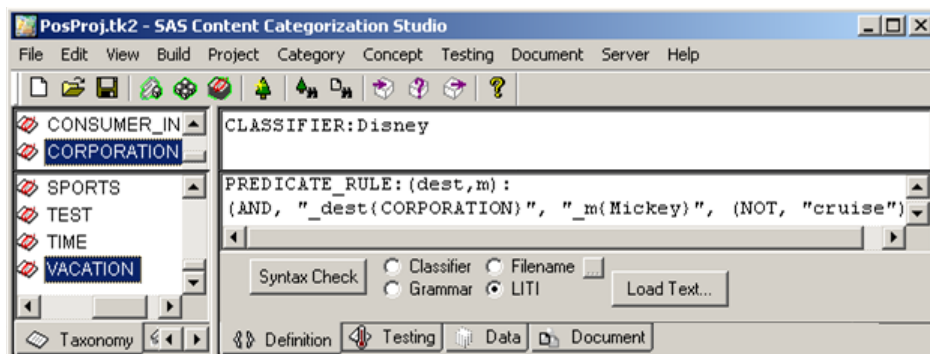 PosProj.tk2 - SAS Content Categorization Studio
File Edit View Build Project Category Concept Testing Document Server Help
CONSUMER_IN
CORPORATION
CLASSIFIER:Disney
SPORTS
TEST
TIME
VACATION
PREDICATE_RULE:(dest,m):
(AND, "_dest{CORPORATION}", "_m{Mickey}", (NOT, "cruise")
Syntax Check
Classifier Filename ...
Grammar LITI
Load Text...
Taxonomy
Definition Testing Data Document